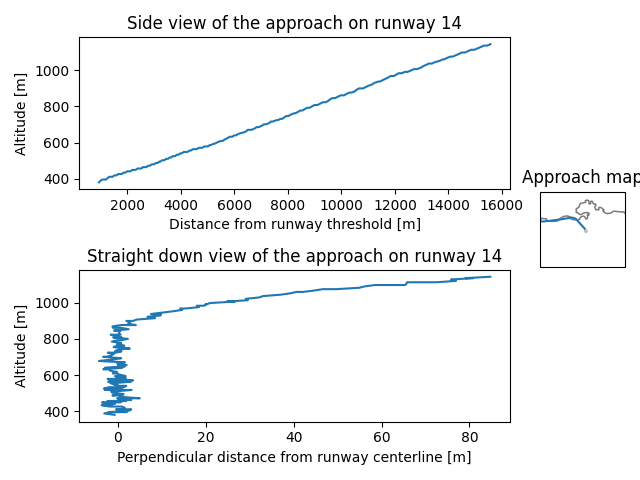 Side view of the approach on runway 14
Altitude [m]
1000
800
600
400
2000 4000 6000 8000 10000 12000 14000 16000
Distance from runway threshold [m]
Approach map
Straight down view of the approach on runway 14
Altitude [m]
1000
800
600
400
0 20 40 60 80
Perpendicular distance from runway centerline [m]